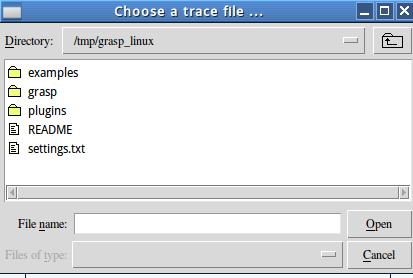 Choose a trace file ...
Directory: /tmp/grasp_linux
examples
grasp
plugins
README
settings.txt
File name: Open
Files of type: Cancel